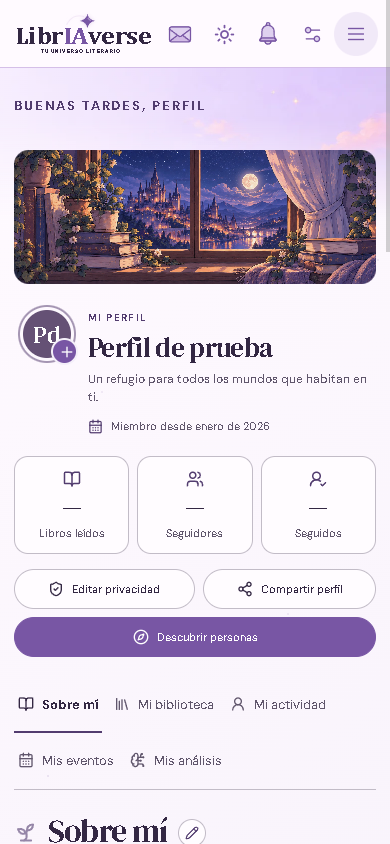 LibrIAverse
TU UNIVERSO LITERARIO
BUENAS TARDES, PERFIL
Pd
MI PERFIL
Perfil de prueba
Un refugio para todos los mundos que habitan en
ti.
Miembro desde enero de 2026
— — —
Libros leídos Seguidores Seguidos
Editar privacidad Compartir perfil
Descubrir personas
Sobre mí Mi biblioteca Mi actividad
Mis eventos Mis análisis
Sobre mí